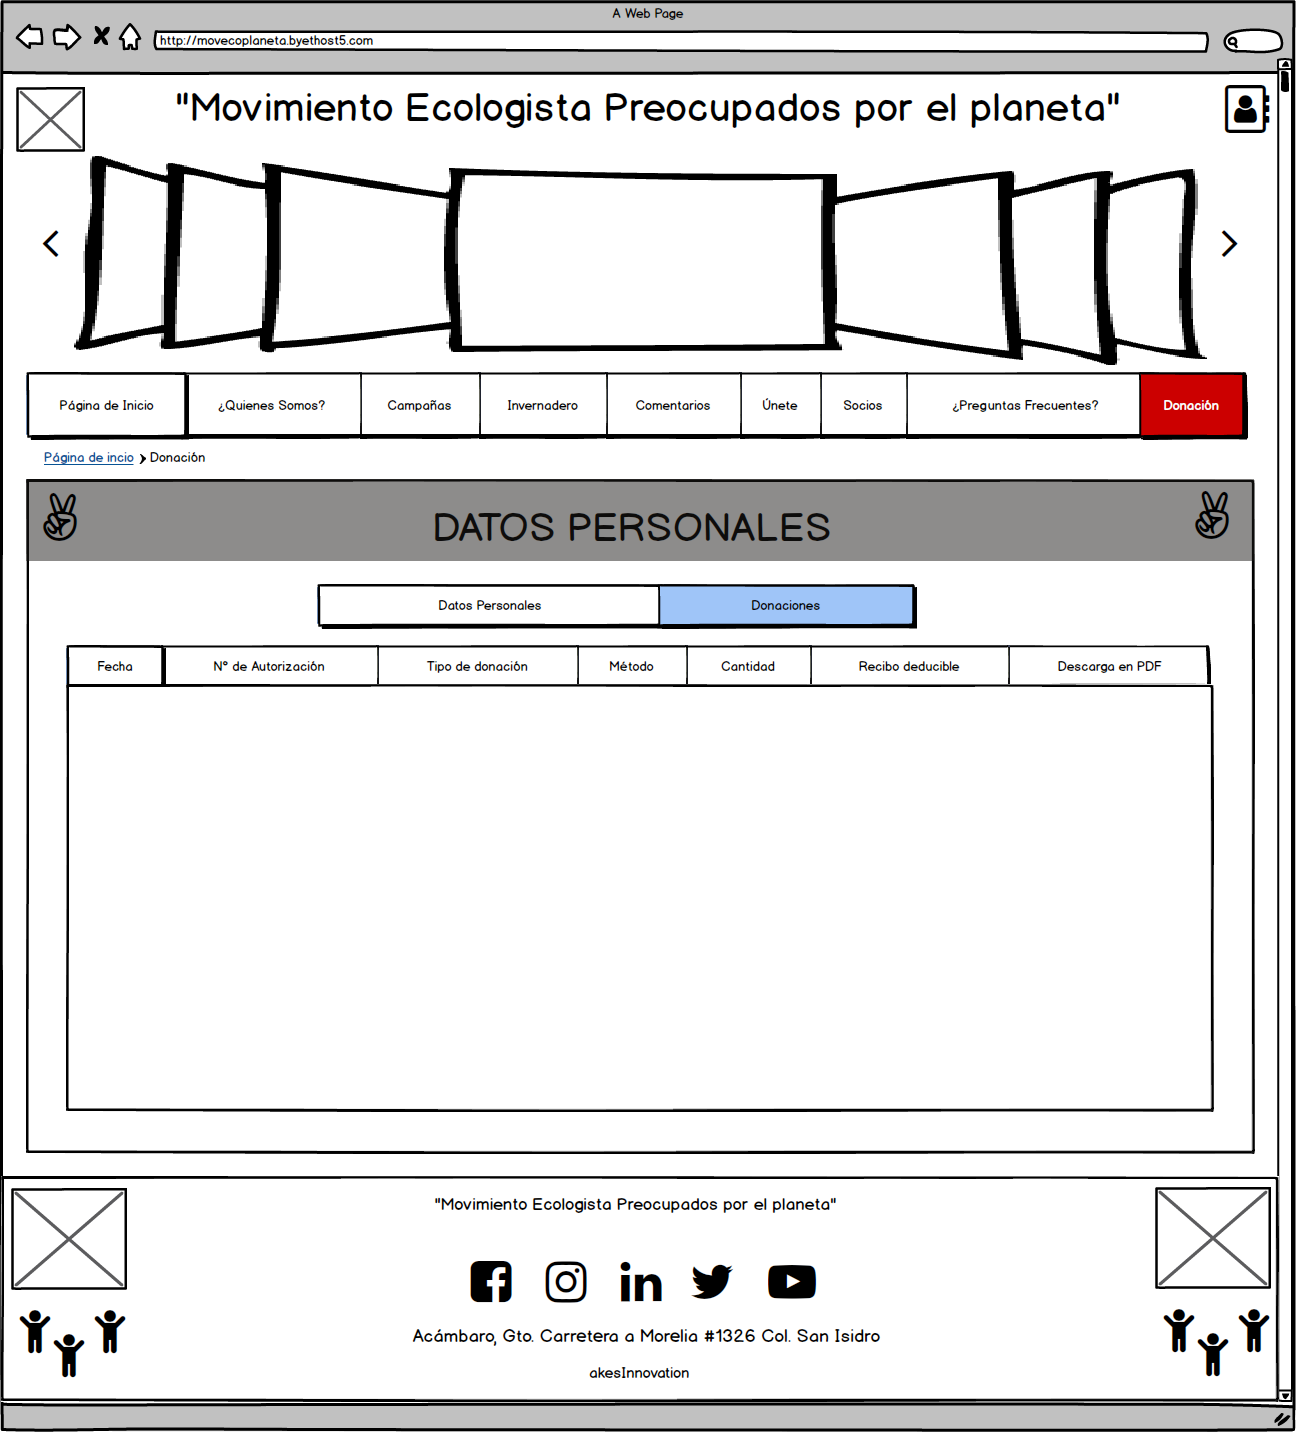 A Web Page
http://movecoplaneta.byethost5.com
"Movimiento Ecologista Preocupados por el planeta"
Página de Inicio ¿Quienes Somos? Campañas Invernadero Comentarios Únete Socios ¿Preguntas Frecuentes? Donación
Página de incio Donación
DATOS PERSONALES
Datos Personales Donaciones
Fecha N° de Autorización Tipo de donación Método Cantidad Recibo deducible Descarga en PDF
"Movimiento Ecologista Preocupados por el planeta"
Acámbaro, Gto. Carretera a Morelia #1326 Col. San Isidro
akesInnovation